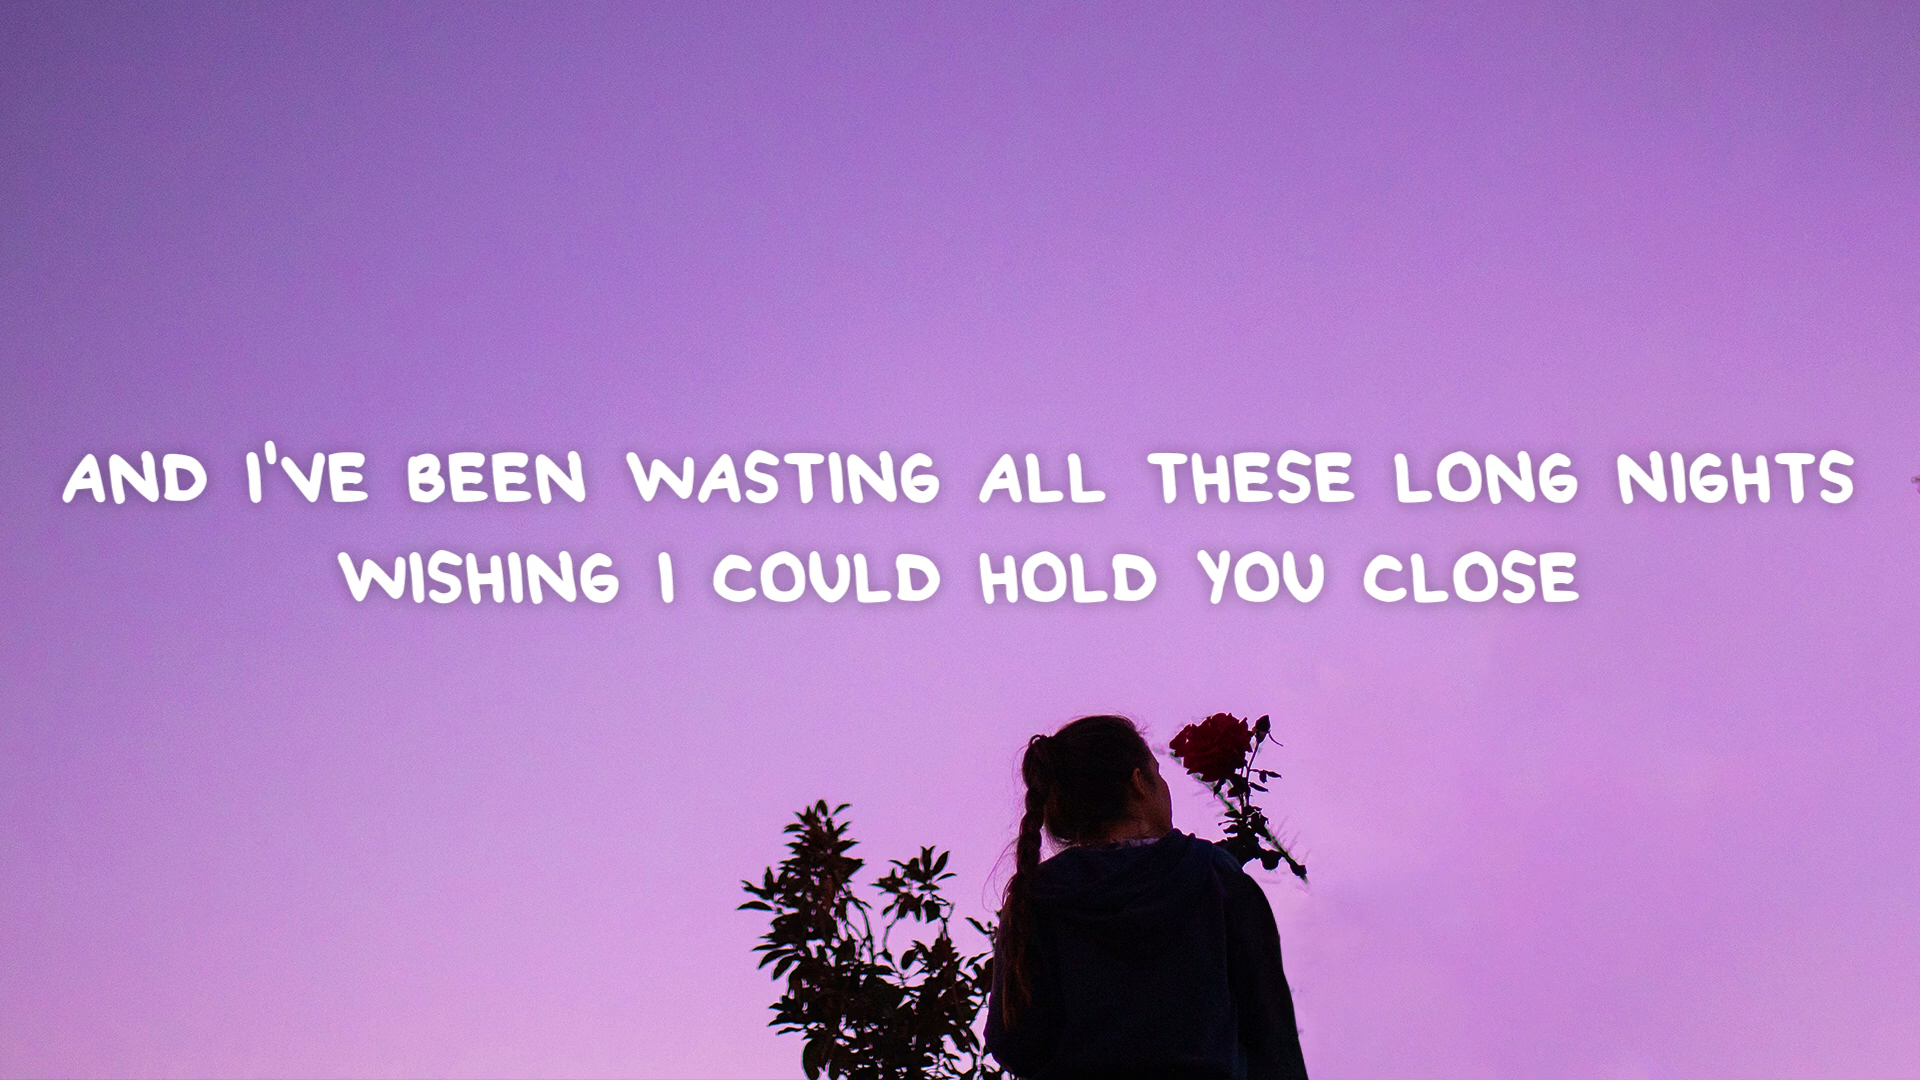 AND I'VE BEEN WASTING ALL THESE LONG NIGHTS
WISHING I COULD HOLD YOU CLOSE